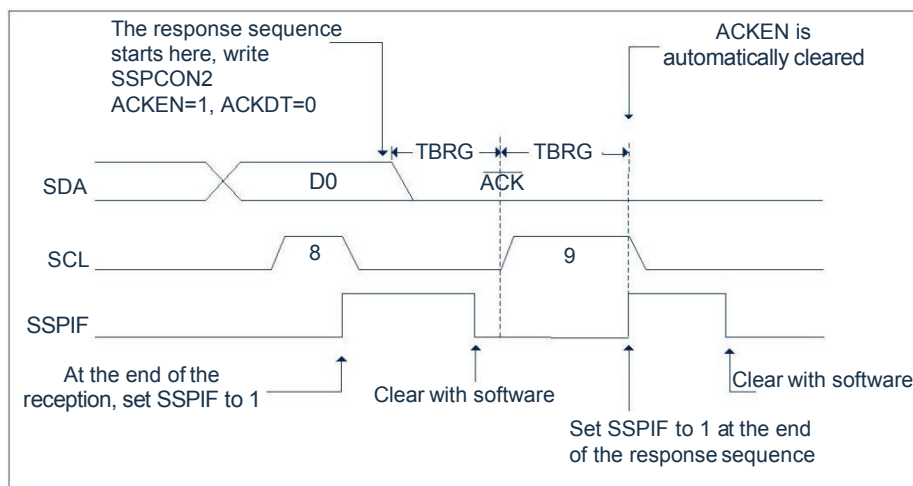 The response sequence
starts here, write
SSPCON2
ACKEN=1, ACKDT=0
ACKEN is
automatically cleared
TBRG
TBRG
SDA
D0
ACK
SCL
8
9
SSPIF
At the end of the
reception, set SSPIF to 1
Clear with software
Clear with software
Set SSPIF to 1 at the end
of the response sequence